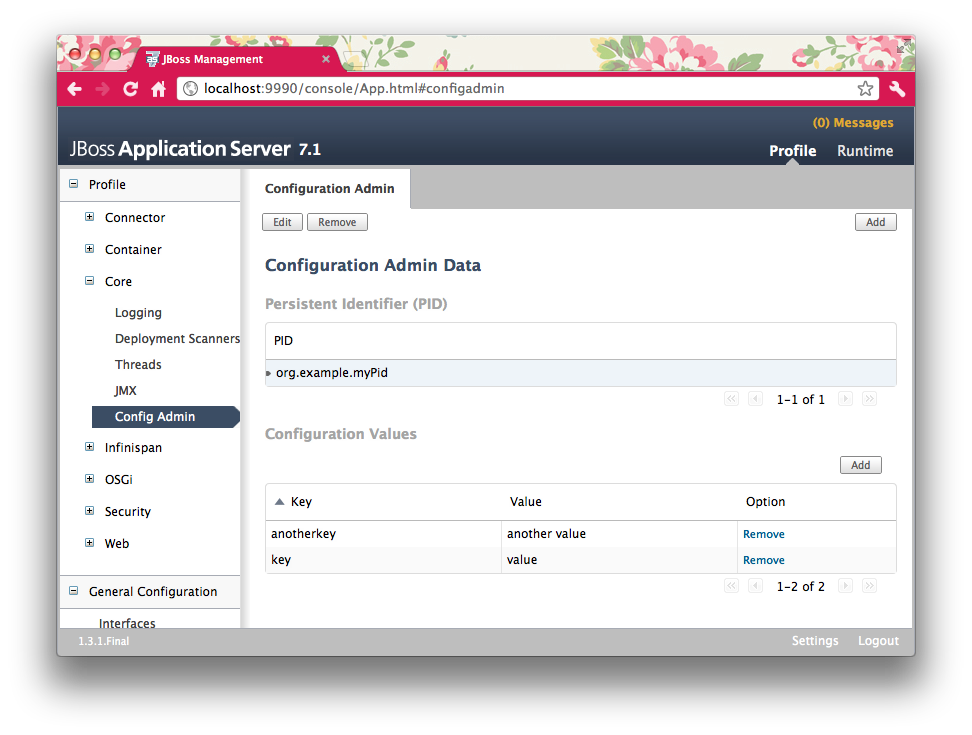 JBoss Management
localhost:9990/console/App.html#configadmin
(0) Messages
JBoss Application Server 7.1
Profile Runtime
Profile
Connector
Container
Core
Logging
Deployment Scanners
Threads
JMX
Config Admin
Infinispan
OSGi
Security
Web
General Configuration
Interfaces
Configuration Admin
Edit Remove Add
Configuration Admin Data
Persistent Identifier (PID)
PID
org.example.myPid
1-1 of 1
Configuration Values
Add
Key Value Option
anotherkey another value Remove
key value Remove
1-2 of 2
1.3.1.Final Settings Logout